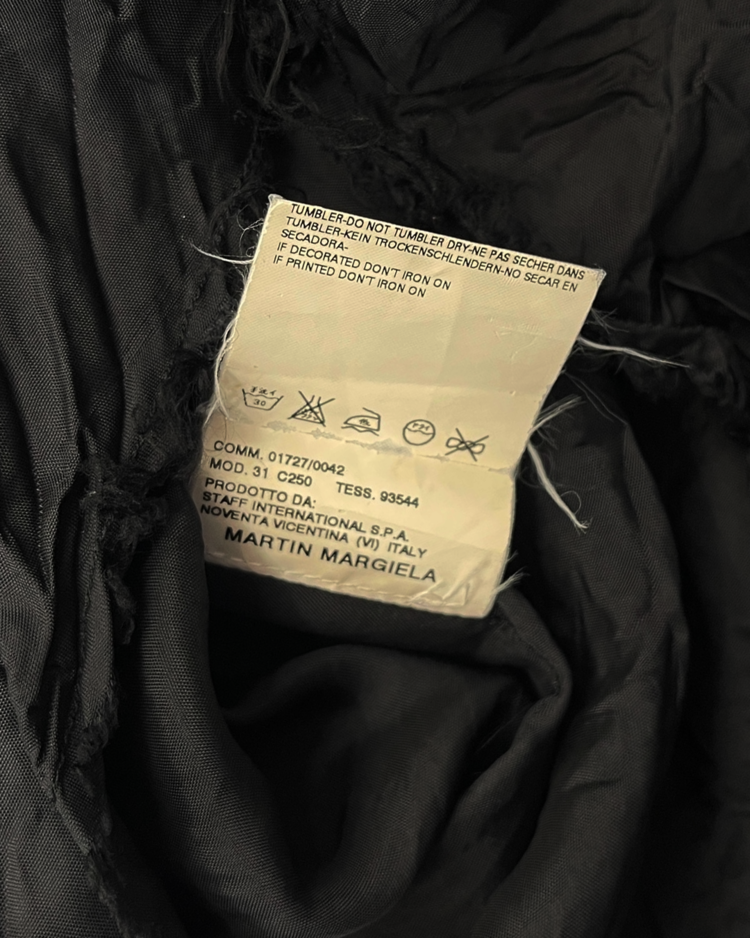 TUMBLER-DO NOT TUMBLER DRY-NE PAS SECHER DANS
TUMBLER-KEIN TROCKENSCHLENDERN-NO SECAR EN
SECADORA-
IF DECORATED DON'T IRON ON
IF PRINTED DON'T IRON ON
30
COMM. 01727/0042
MOD. 31 C250 TESS. 93544
PRODOTTO DA:
STAFF INTERNATIONAL S.P.A.
NOVENTA VICENTINA (VI) ITALY
MARTIN MARGIELA